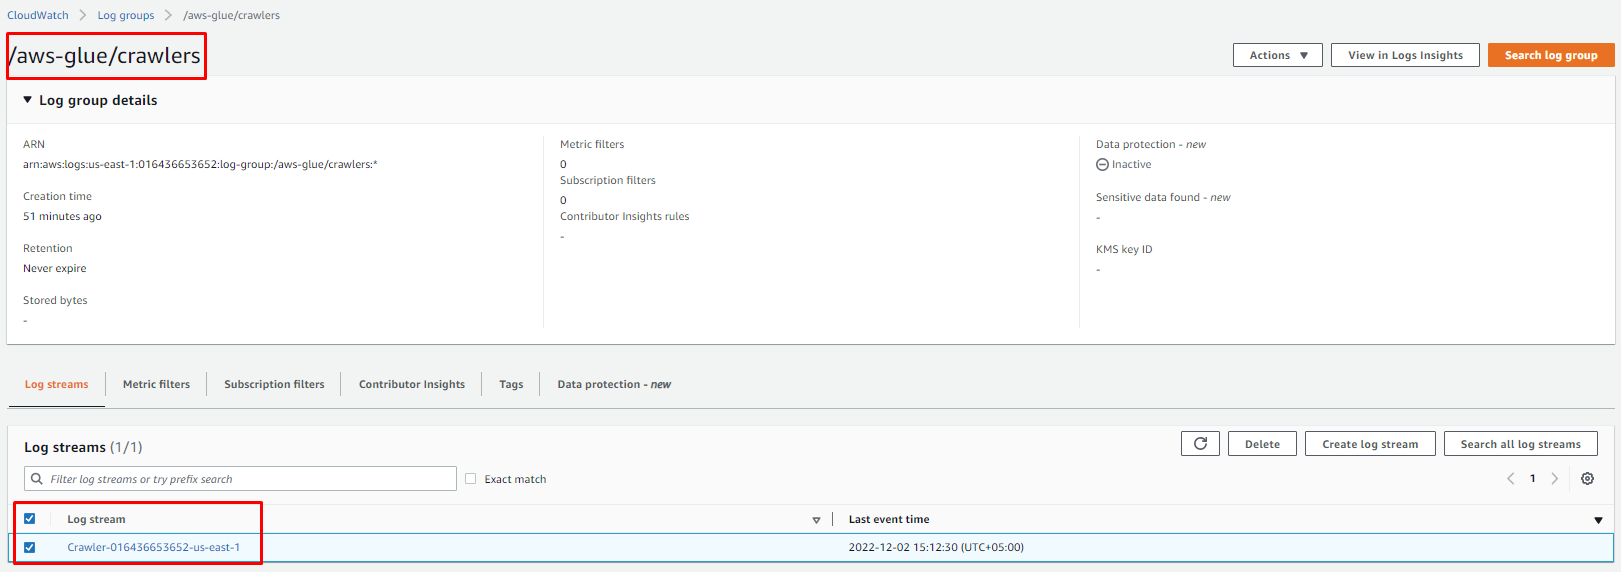 CloudWatch > Log groups > /aws-glue/crawlers
/aws-glue/crawlers
Actions
View in Logs Insights
Search log group
Log group details
ARN
arn:aws:logs:us-east-1:016436653652:log-group:/aws-glue/crawlers:*
Creation time
51 minutes ago
Retention
Never expire
Stored bytes
-
Metric filters
0
Subscription filters
0
Contributor Insights rules
-
Data protection - new
Inactive
Sensitive data found - new
-
KMS key ID
-
Log streams
Metric filters
Subscription filters
Contributor Insights
Tags
Data protection - new
Log streams (1/1)
Delete
Create log stream
Search all log streams
Filter log streams or try prefix search
Exact match
1
Log stream
Last event time
Crawler-016436653652-us-east-1
2022-12-02 15:12:30 (UTC+05:00)